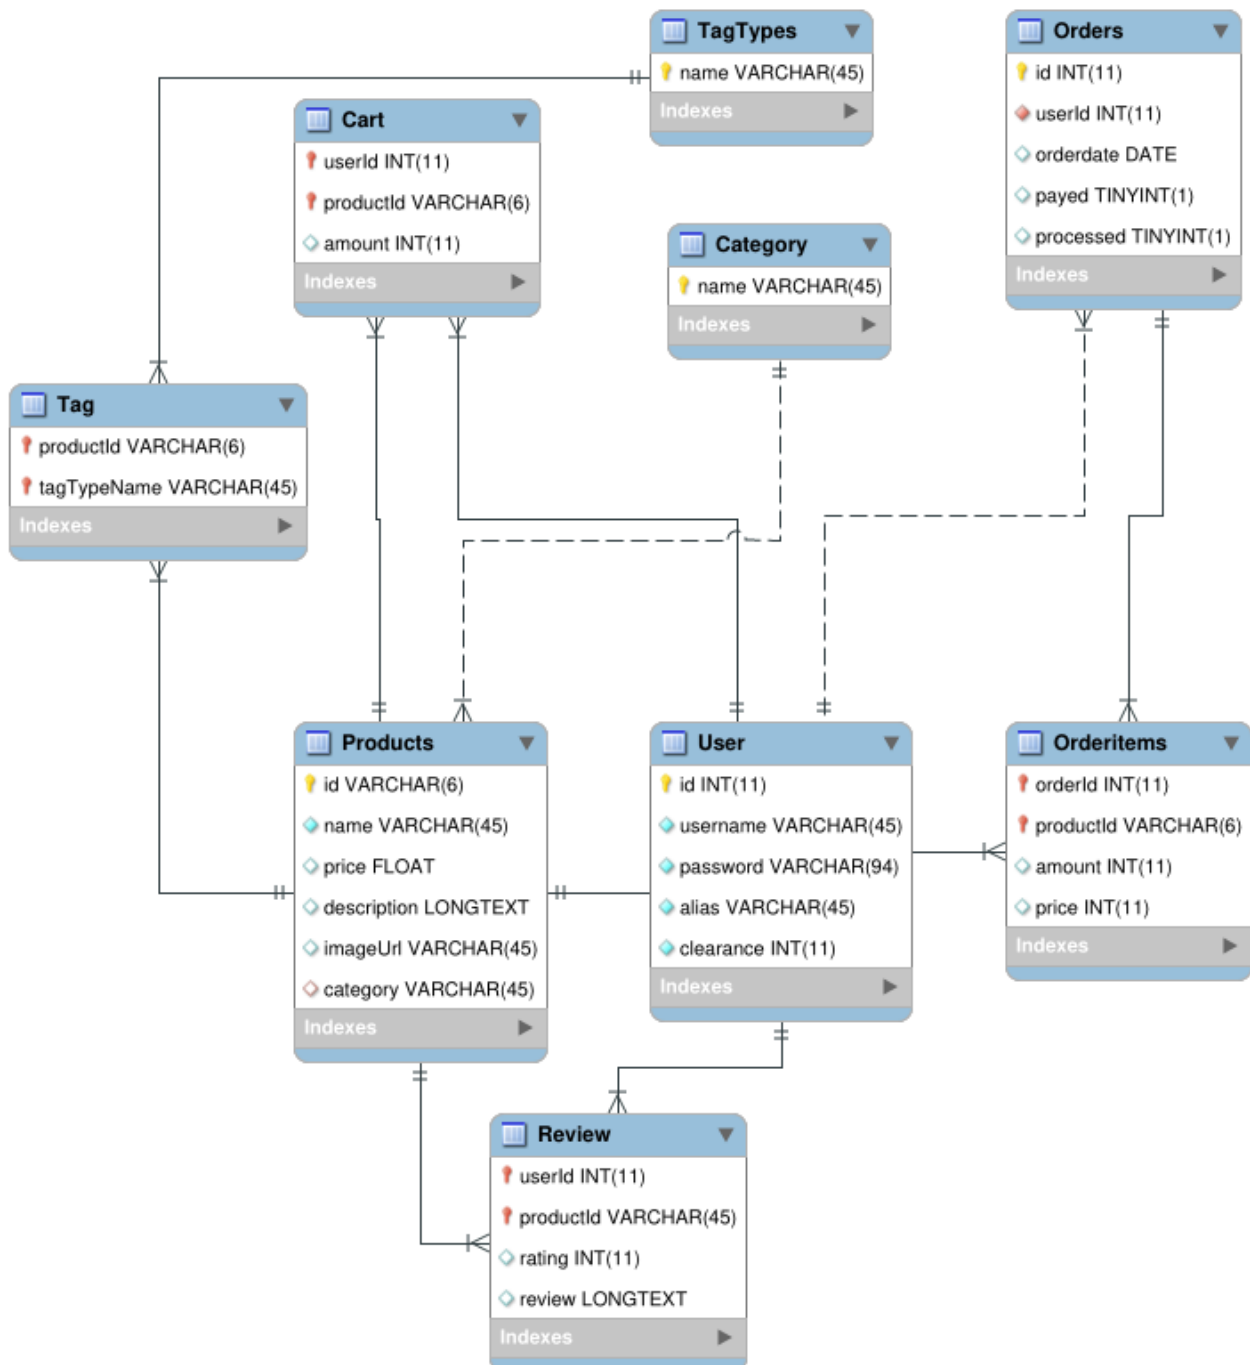 TagTypes
name VARCHAR(45)
Indexes
Orders
id INT(11)
userId INT(11)
orderdate DATE
payed TINYINT(1)
processed TINYINT(1)
Indexes
Cart
userId INT(11)
productId VARCHAR(6)
amount INT(11)
Indexes
Category
name VARCHAR(45)
Indexes
Tag
productId VARCHAR(6)
tagTypeName VARCHAR(45)
Indexes
Products
id VARCHAR(6)
name VARCHAR(45)
price FLOAT
description LONGTEXT
imageUrl VARCHAR(45)
category VARCHAR(45)
Indexes
User
id INT(11)
username VARCHAR(45)
password VARCHAR(94)
alias VARCHAR(45)
clearance INT(11)
Indexes
Orderitems
orderId INT(11)
productId VARCHAR(6)
amount INT(11)
price INT(11)
Indexes
Review
userId INT(11)
productId VARCHAR(45)
rating INT(11)
review LONGTEXT
Indexes